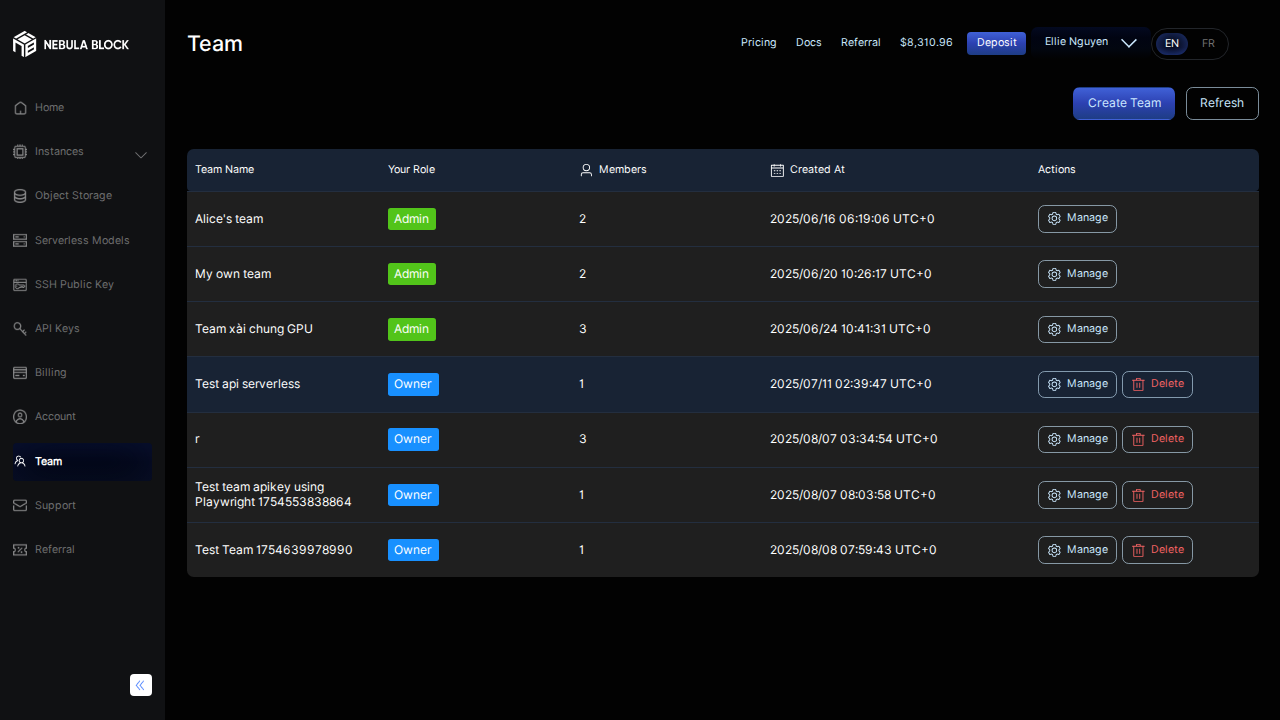 NEBULA BLOCK
Home
Instances
Object Storage
Serverless Models
SSH Public Key
API Keys
Billing
Account
Team
Support
Referral
Team
Pricing Docs Referral $8,310.96 Deposit Ellie Nguyen EN FR
Create Team Refresh
Team Name Your Role Members Created At Actions
Alice's team Admin 2 2025/06/16 06:19:06 UTC+0 Manage
My own team Admin 2 2025/06/20 10:26:17 UTC+0 Manage
Team xài chung GPU Admin 3 2025/06/24 10:41:31 UTC+0 Manage
Test api serverless Owner 1 2025/07/11 02:39:47 UTC+0 Manage Delete
r Owner 3 2025/08/07 03:34:54 UTC+0 Manage Delete
Test team apikey using
Playwright 1754553838864 Owner 1 2025/08/07 08:03:58 UTC+0 Manage Delete
Test Team 1754639978990 Owner 1 2025/08/08 07:59:43 UTC+0 Manage Delete